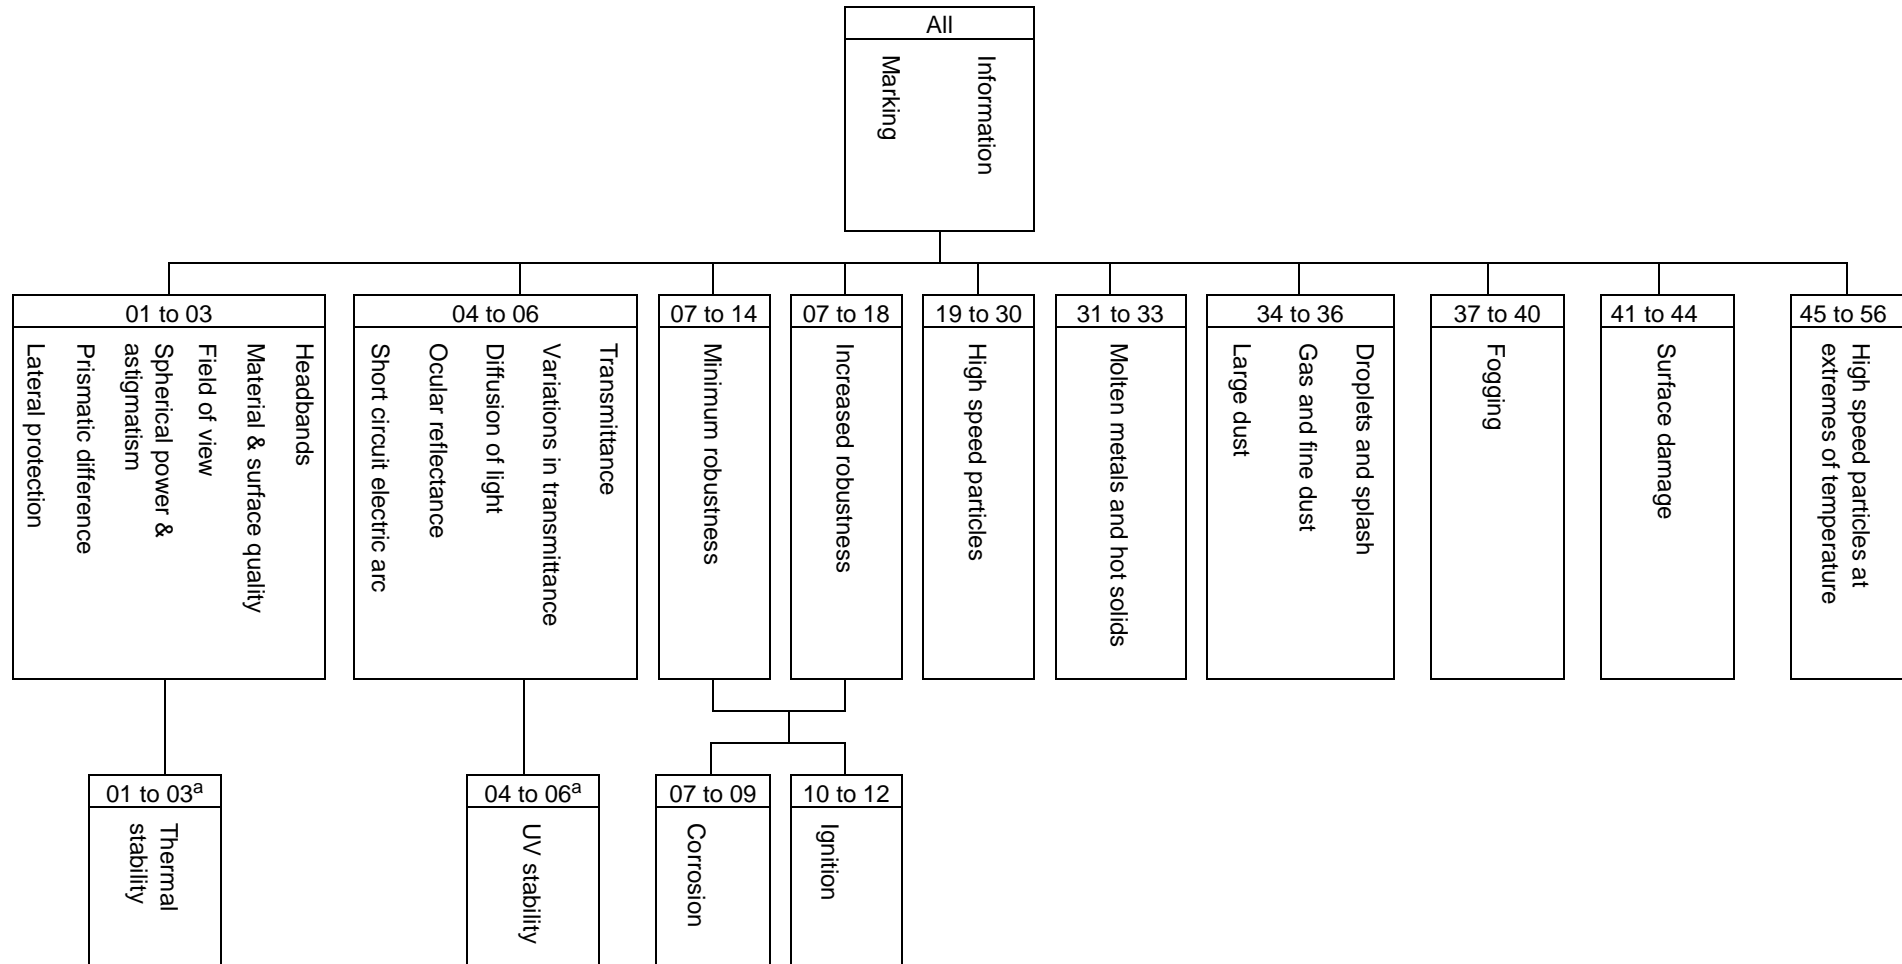 All
Information
Marking
01 to 03
Headbands
Material & surface quality
Field of view
Spherical power &
astigmatism
Prismatic difference
Lateral protection
04 to 06
Transmittance
Variations in transmittance
Diffusion of light
Ocular reflectance
Short circuit electric arc
07 to 14
Minimum robustness
07 to 18
Increased robustness
19 to 30
High speed particles
31 to 33
Molten metals and hot solids
34 to 36
Droplets and splash
Gas and fine dust
Large dust
37 to 40
Fogging
41 to 44
Surface damage
45 to 56
High speed particles at
extremes of temperature
01 to 03a
Thermal
stability
04 to 06a
UV stability
07 to 09
Corrosion
10 to 12
Ignition